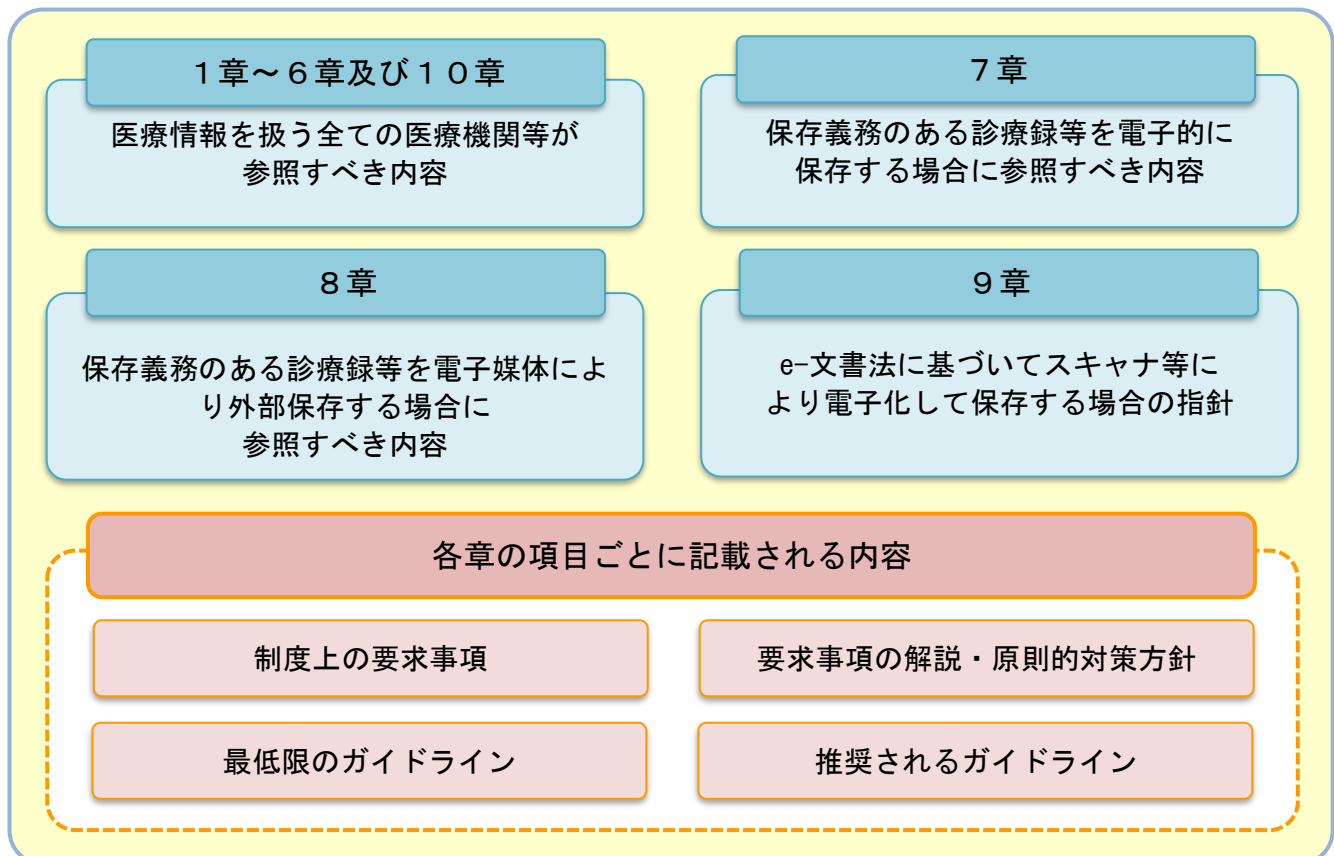 １章～６章及び１０章
医療情報を扱う全ての医療機関等が
参照すべき内容
７章
保存義務のある診療録等を電子的に
保存する場合に参照すべき内容
８章
保存義務のある診療録等を電子媒体によ
り外部保存する場合に
参照すべき内容
９章
e-文書法に基づいてスキャナ等に
より電子化して保存する場合の指針
各章の項目ごとに記載される内容
制度上の要求事項
要求事項の解説・原則的対策方針
最低限のガイドライン
推奨されるガイドライン